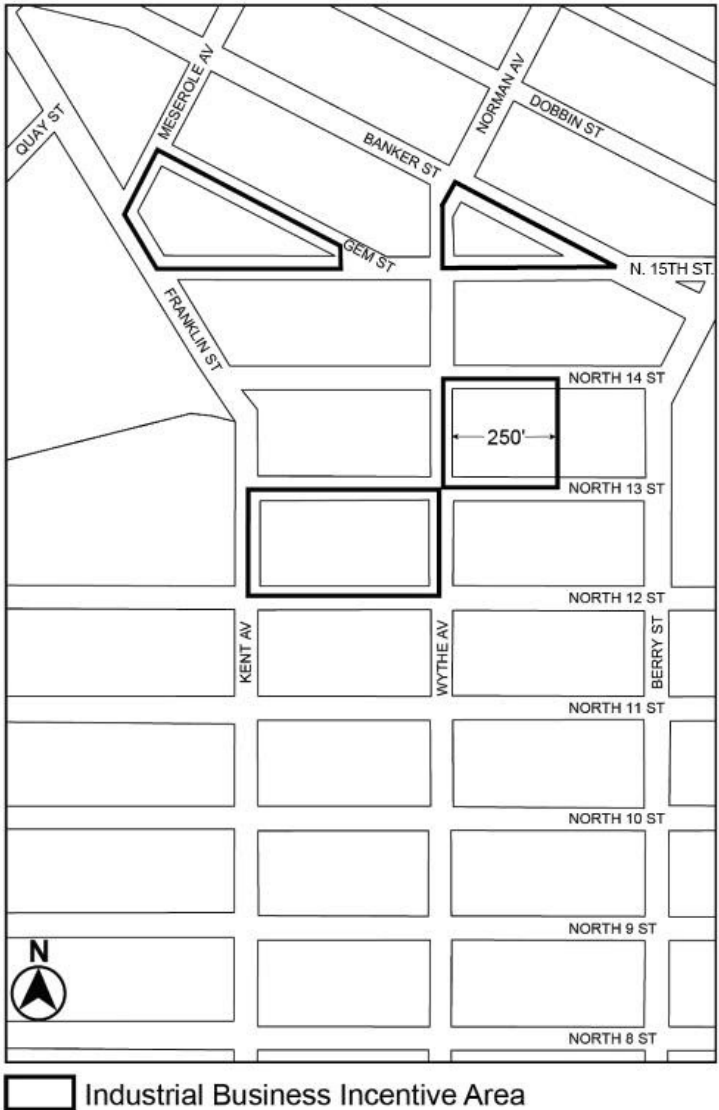 MESEROLE AV
NORMAN AV
QUAY ST
DOBBIN ST
BANKER ST
GEM ST
N. 15TH ST.
FRANKLIN ST
NORTH 14 ST
250'
NORTH 13 ST
NORTH 12 ST
KENT AV
WYTHE AV
BERRY ST
NORTH 11 ST
NORTH 10 ST
NORTH 9 ST
N
NORTH 8 ST
Industrial Business Incentive Area